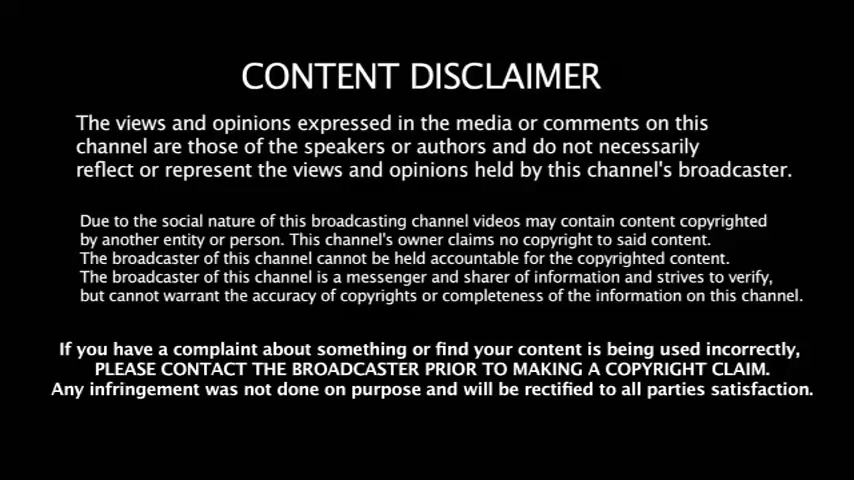 CONTENT DISCLAIMER
The views and opinions expressed in the media or comments on this
channel are those of the speakers or authors and do not necessarily
reflect or represent the views and opinions held by this channel's broadcaster.
Due to the social nature of this broadcasting channel videos may contain content copyrighted
by another entity or person. This channel's owner claims no copyright to said content.
The broadcaster of this channel cannot be held accountable for the copyrighted content.
The broadcaster of this channel is a messenger and sharer of information and strives to verify,
but cannot warrant the accuracy of copyrights or completeness of the information on this channel.
If you have a complaint about something or find your content is being used incorrectly,
PLEASE CONTACT THE BROADCASTER PRIOR TO MAKING A COPYRIGHT CLAIM.
Any infringement was not done on purpose and will be rectified to all parties satisfaction.